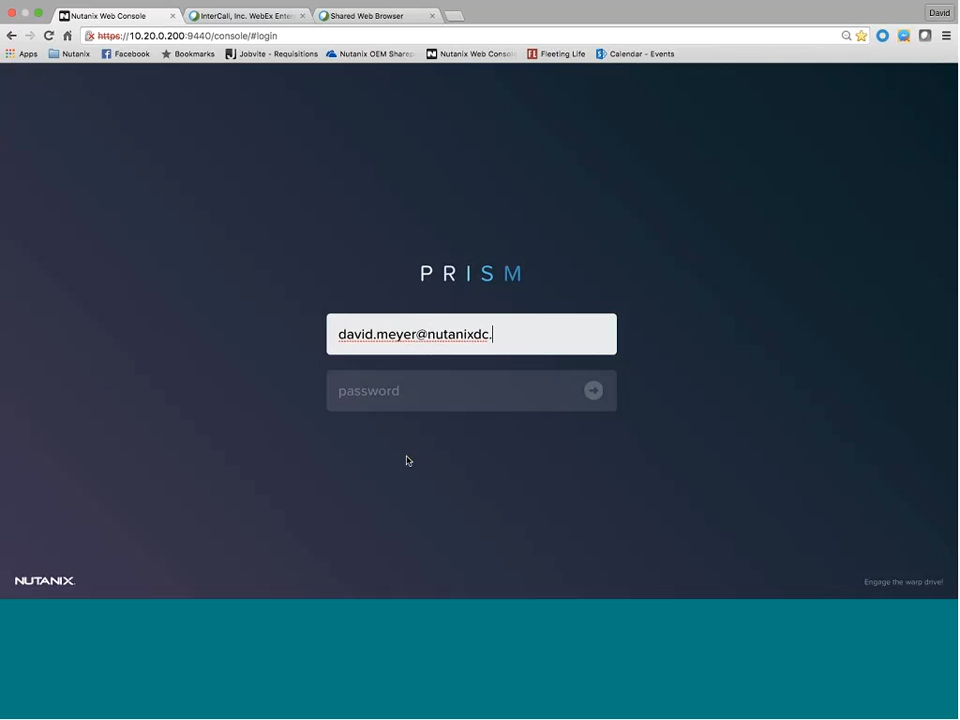 Nutanix Web Console
InterCall, Inc. WebEx Enter
Shared Web Browser
David
https://10.20.0.200:9440/console/#login
Apps
Nutanix
Facebook
Bookmarks
Jobvite - Requisitions
Nutanix OEM Sharep
Nutanix Web Conso
Fleeting Life
Calendar - Events
PRISM
david.meyer@nutanixdc.
password
NUTANIX.
Engage the warp drive!